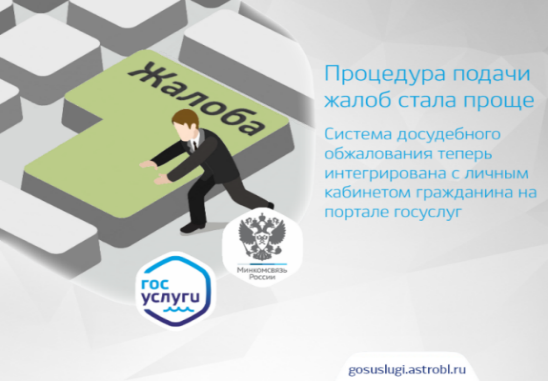 Жалоба
Процедура подачи
жалоб стала проще
Система досудебного
обжалования теперь
интегрирована с личным
кабинетом гражданина на
портале госуслуг
Минкомсвязь
России
гос
услуги
gosuslugi.astrobl.ru